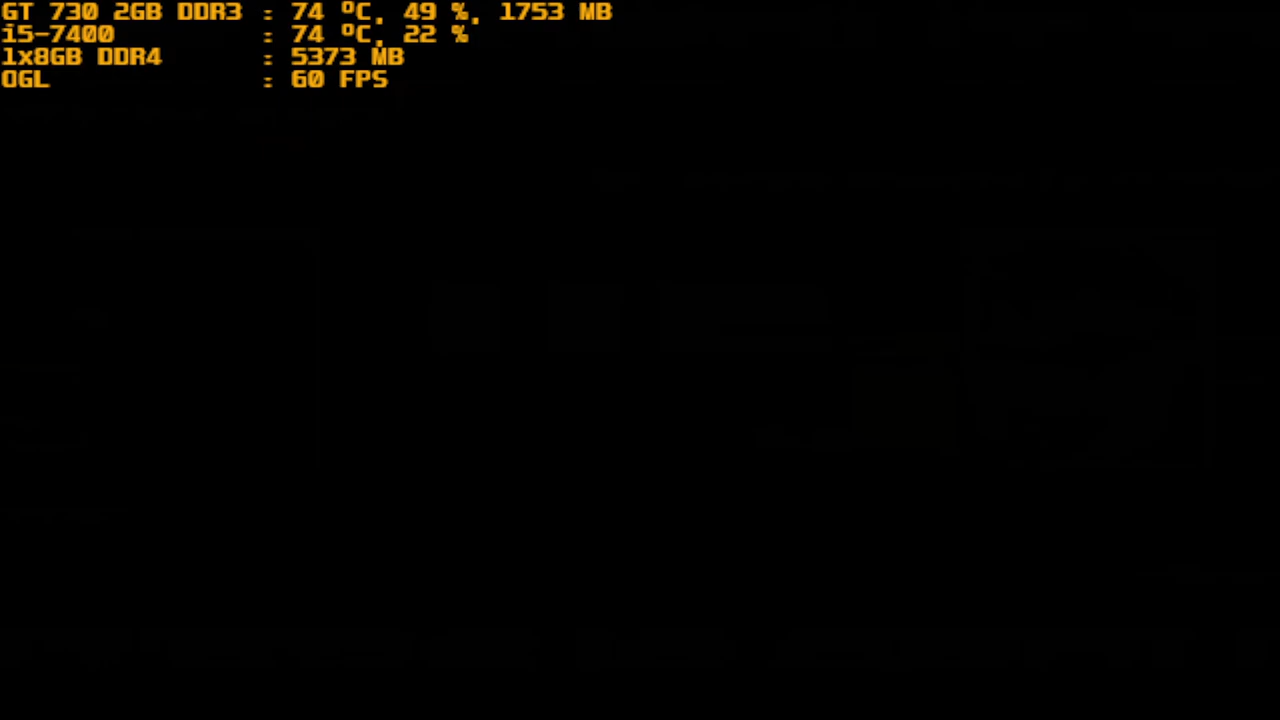 GT 730 2GB DDR3 : 74 ºC, 49 %, 1753 MB
i5-7400 : 74 ºC, 22 %
1x8GB DDR4 : 5373 MB
OGL : 60 FPS